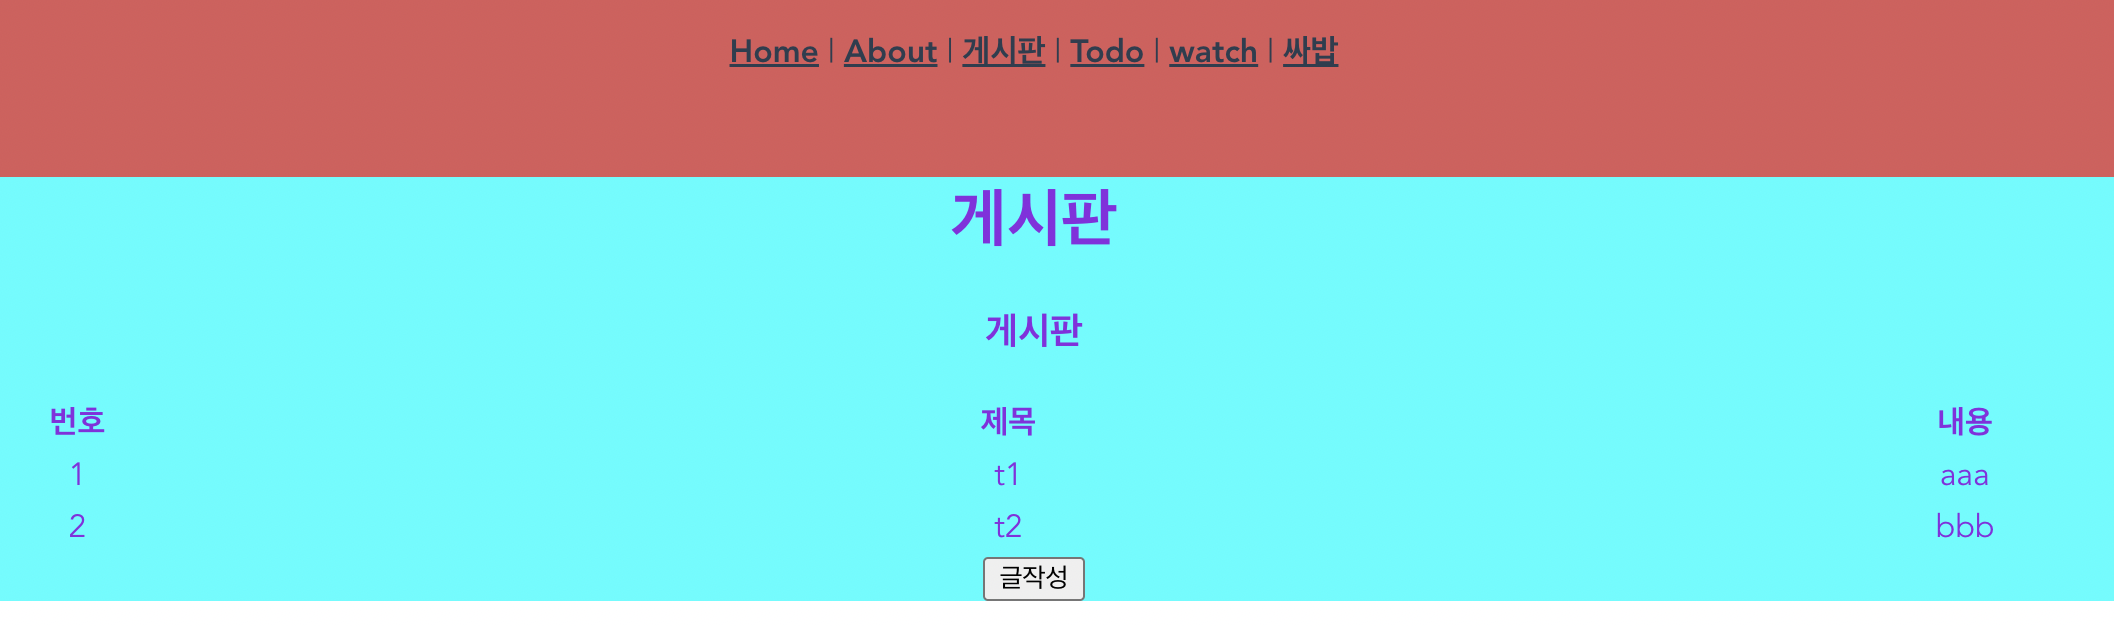 Home | About | 게시판 | Todo | watch | 싸밥
게시판
게시판
번호 제목 내용
1 t1 aaa
2 t2 bbb
글작성